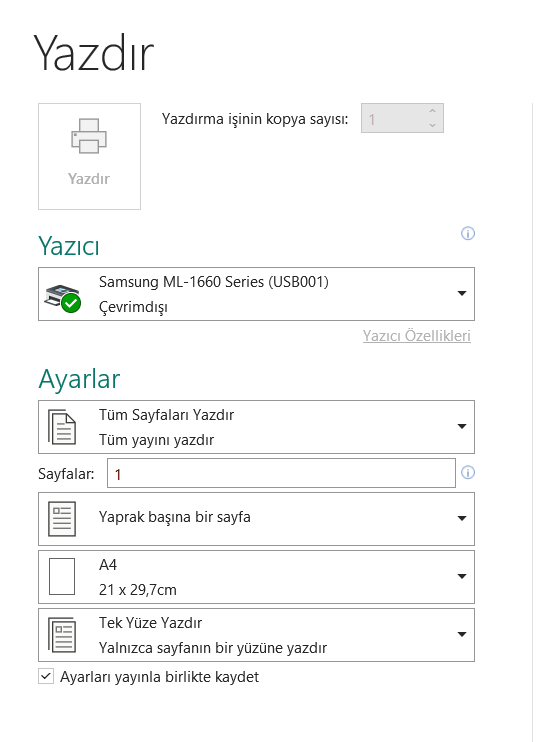 Yazdır
Yazdır
Yazdırma işinin kopya sayısı: 1
Yazıcı
Samsung ML-1660 Series (USB001)
Çevrimdışı
Yazıcı Özellikleri
Ayarlar
Tüm Sayfaları Yazdır
Tüm yayını yazdır
Sayfalar: 1
Yaprak başına bir sayfa
A4
21 x 29,7cm
Tek Yüze Yazdır
Yalnızca sayfanın bir yüzüne yazdır
Ayarları yayınla birlikte kaydet